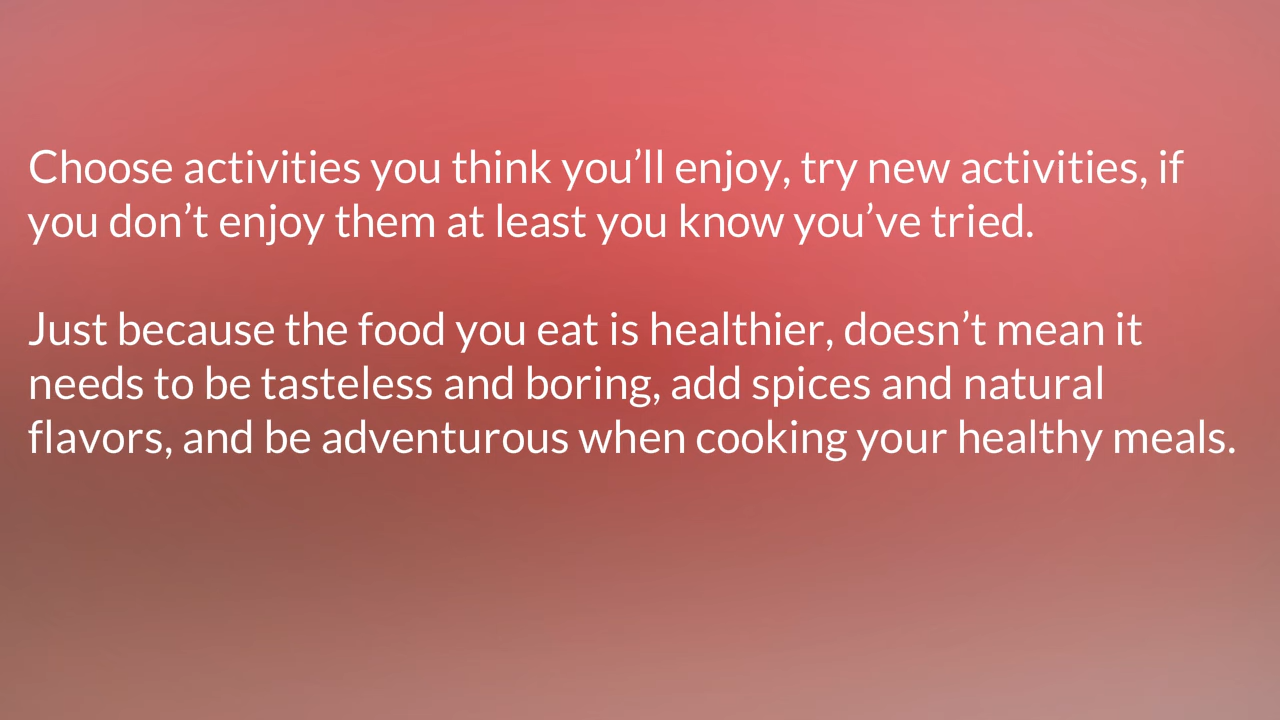 Choose activities you think you’ll enjoy, try new activities, if
you don’t enjoy them at least you know you’ve tried.
Just because the food you eat is healthier, doesn’t mean it
needs to be tasteless and boring, add spices and natural
flavors, and be adventurous when cooking your healthy meals.